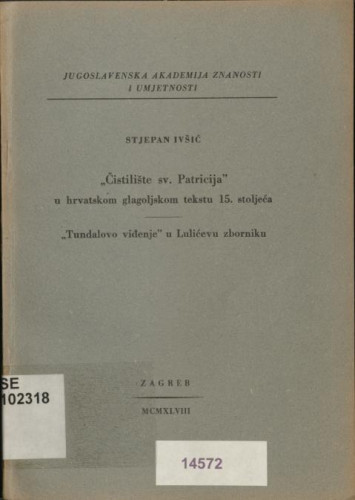 JUGOSLAVENSKA AKADEMIJA ZNANOSTI
I UMJETNOSTI
STJEPAN IVŠIĆ
„Čistilište sv. Patricija"
u hrvatskom glagoljskom tekstu 15. stoljeća
„Tundalovo viđenje" u Lulićevu zborniku
SE
102318
ZAGREB
MCMXLVIII
14572